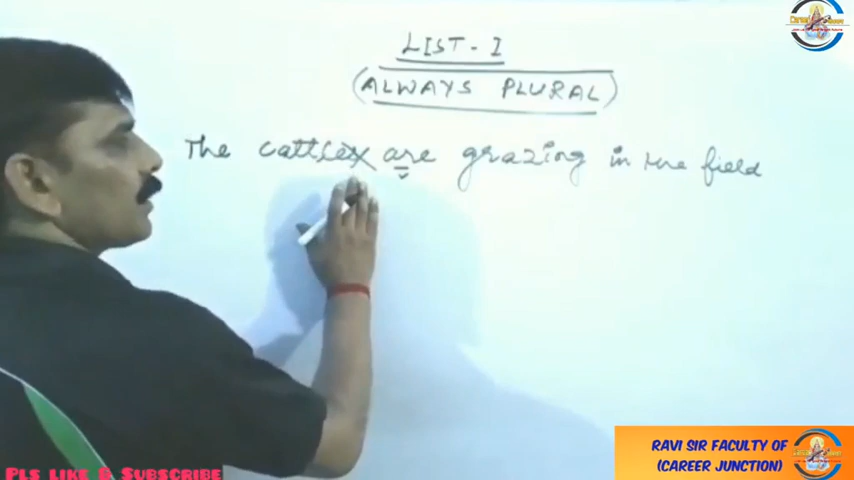 LIST-I
(ALWAYS PLURAL)
The cattlex are grazing in the field
RAVI SIR FACULTY OF
(CAREER JUNCTION)
PLS LIKE & SUBSCRIBE